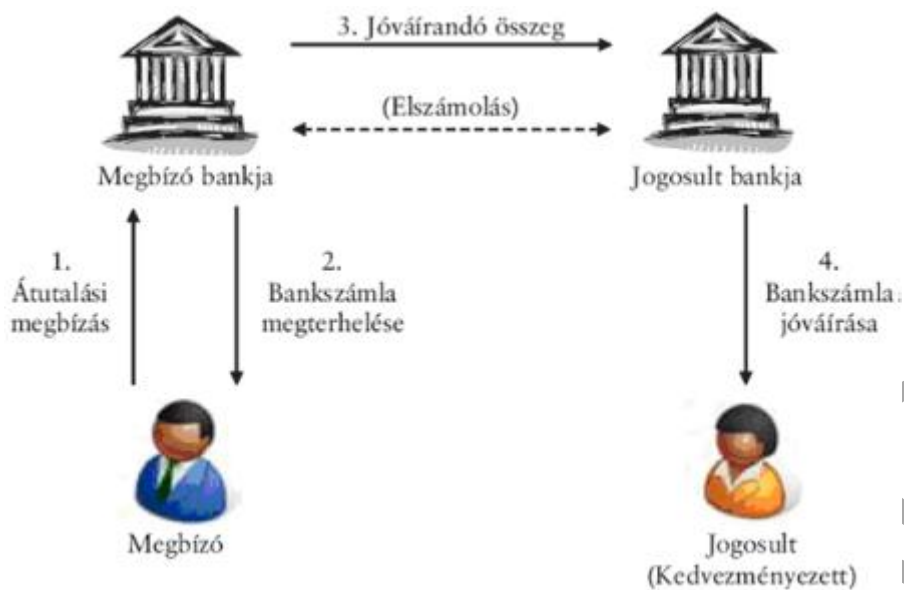 3. Jóváírandó összeg
(Elszámolás)
Megbízó bankja
Jogosult bankja
1.
Átutalási
megbízás
2.
Bankszámla
megterhelése
4.
Bankszámla
jóváírása
Megbízó
Jogosult
(Kedvezményezett)